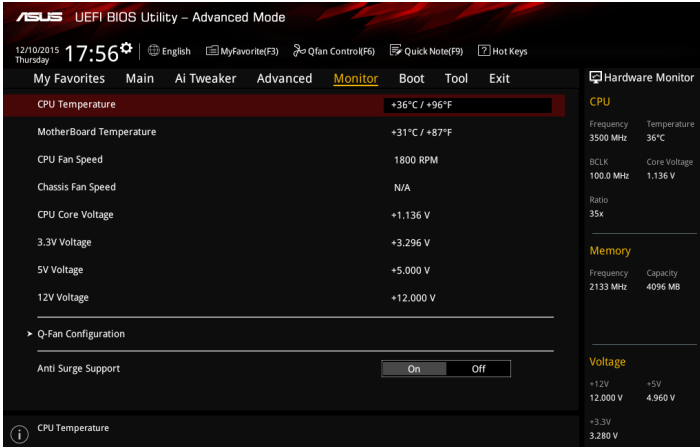 ASUS UEFI BIOS Utility – Advanced Mode
12/10/2015
Thursday
17:56
English
MyFavorite(F3)
Qfan Control(F6)
Quick Note(F9)
? Hot Keys
My Favorites Main Ai Tweaker Advanced Monitor Boot Tool Exit
CPU Temperature +36°C / +96°F
MotherBoard Temperature +31°C / +87°F
CPU Fan Speed 1800 RPM
Chassis Fan Speed N/A
CPU Core Voltage +1.136 V
3.3V Voltage +3.296 V
5V Voltage +5.000 V
12V Voltage +12.000 V
> Q-Fan Configuration
Anti Surge Support On Off
i CPU Temperature
Hardware Monitor
CPU
Frequency Temperature
3500 MHz 36°C
BCLK Core Voltage
100.0 MHz 1.136 V
Ratio
35x
Memory
Frequency Capacity
2133 MHz 4096 MB
Voltage
+12V +5V
12.000 V 4.960 V
+3.3V
3.280 V